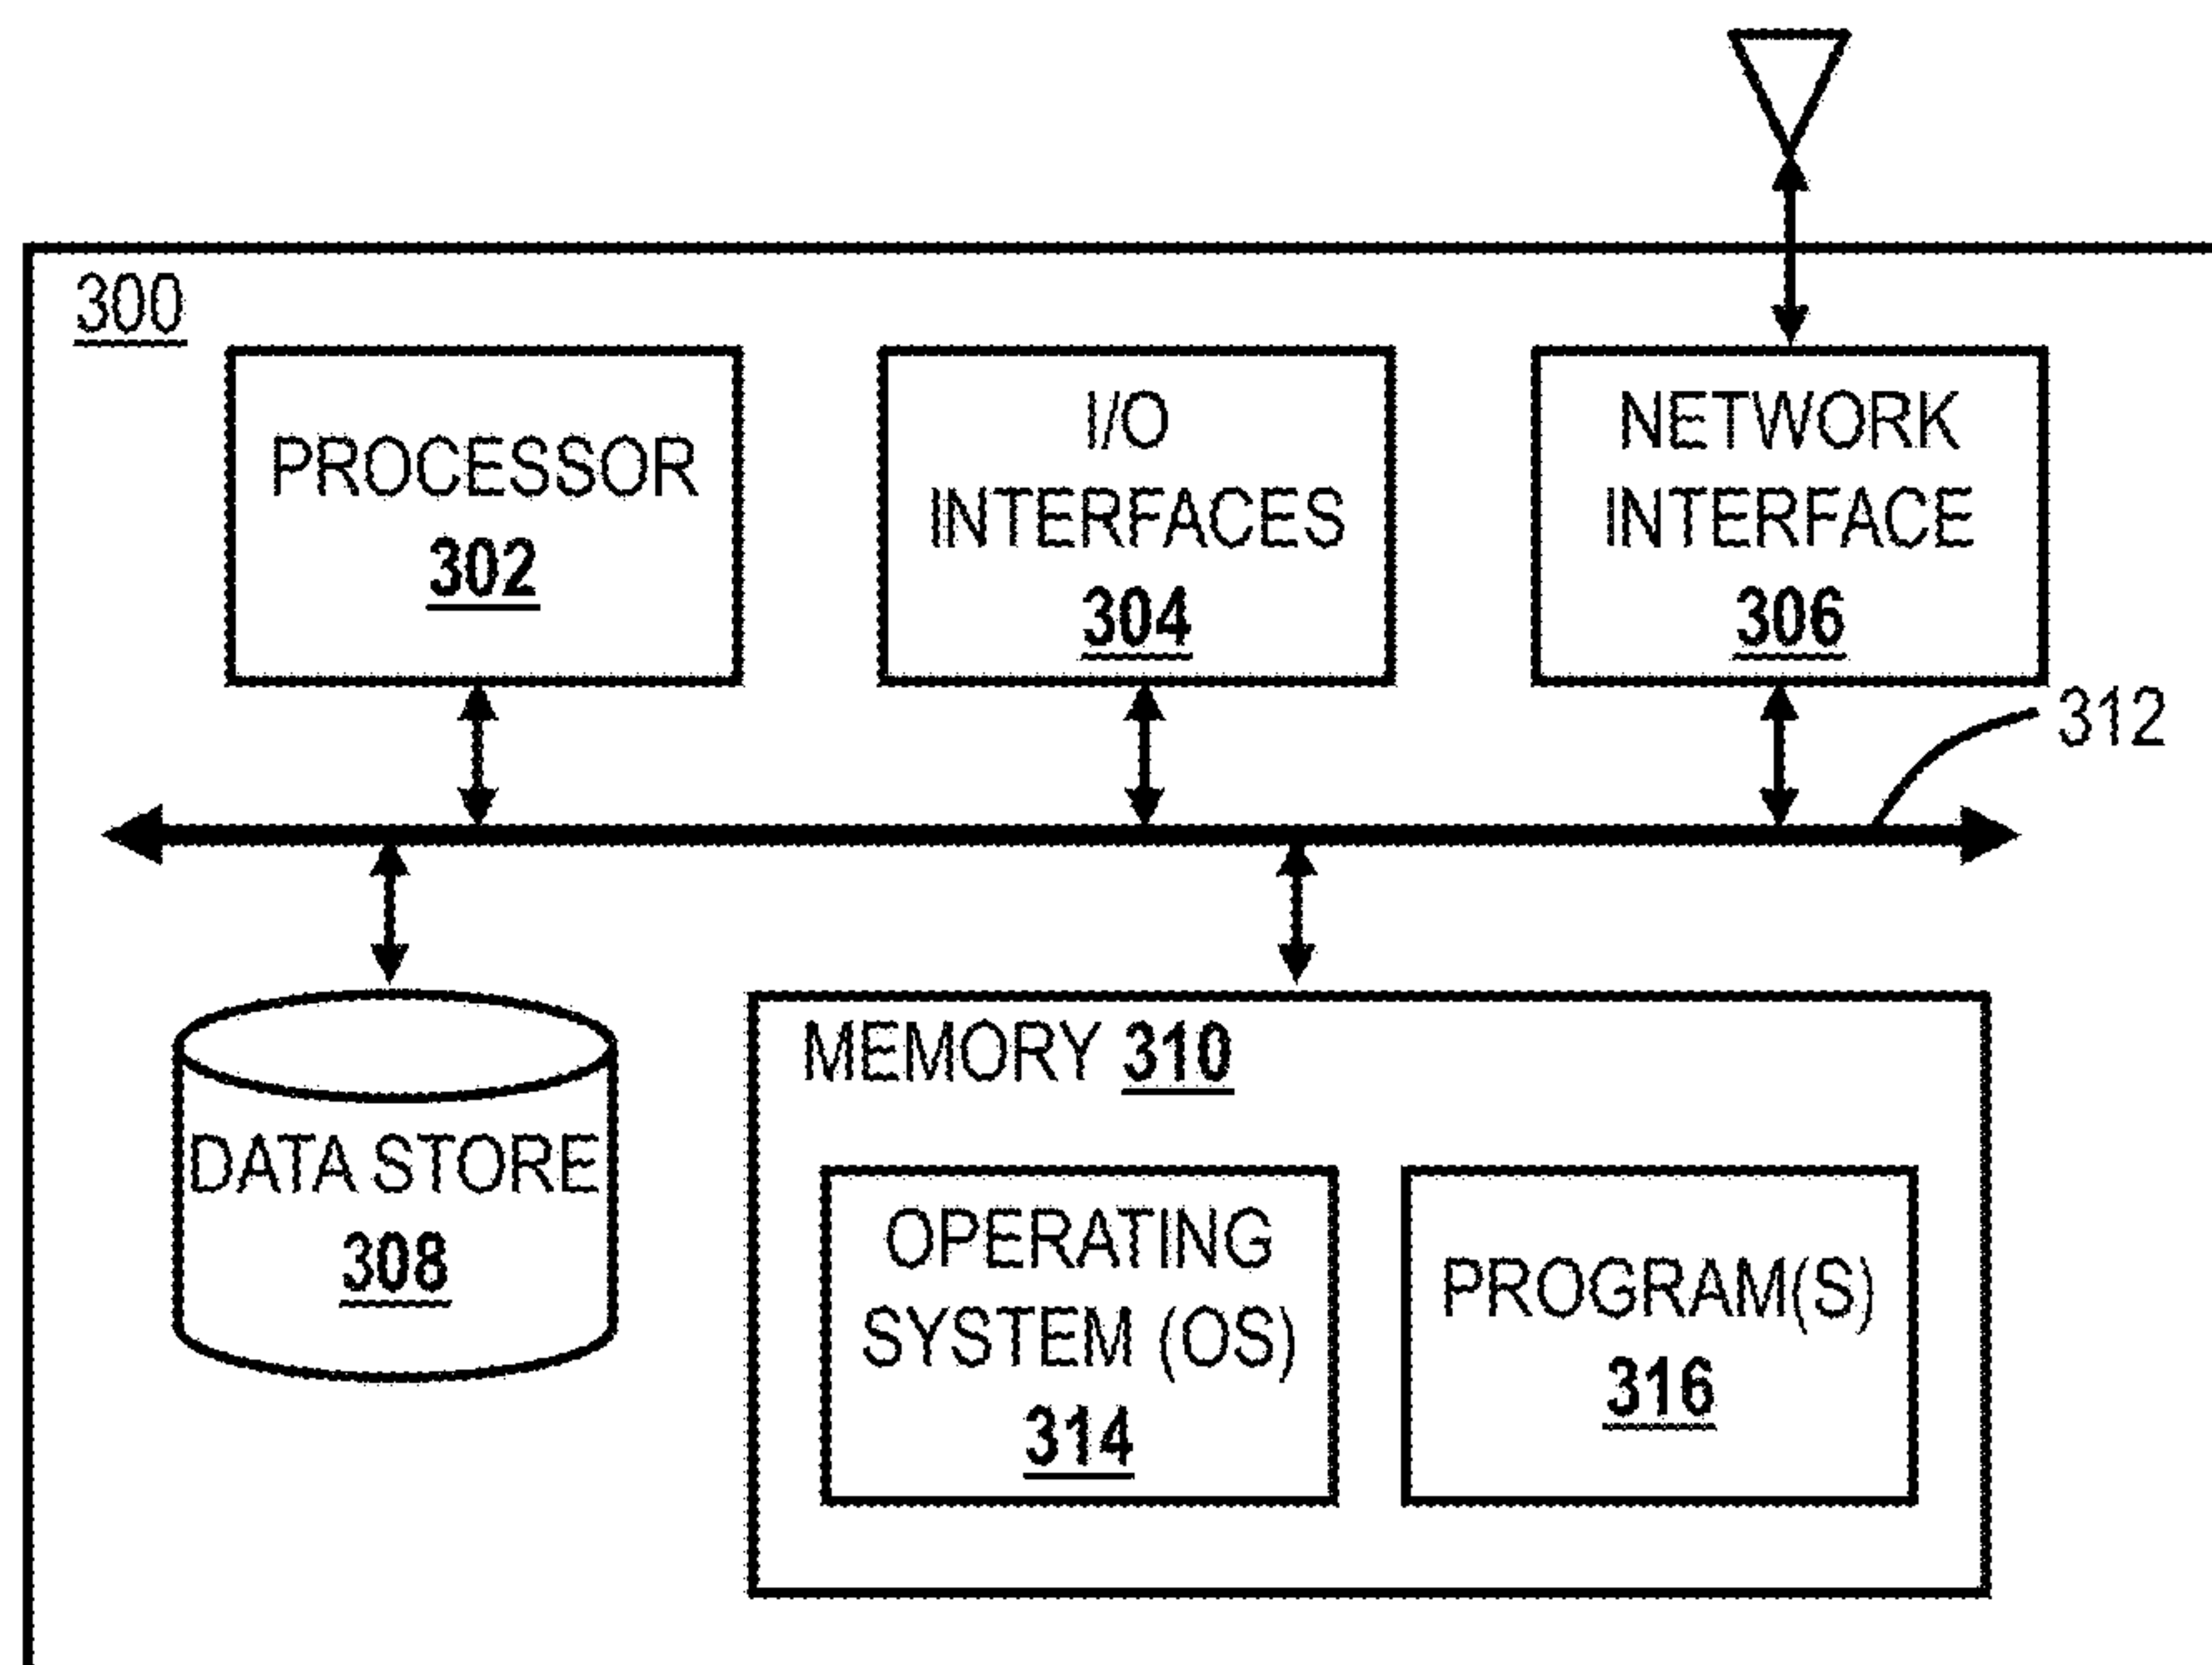 300
PROCESSOR
302
I/O
INTERFACES
304
NETWORK
INTERFACE
306
312
DATA STORE
308
MEMORY 310
OPERATING
SYSTEM (OS)
314
PROGRAM(S)
316